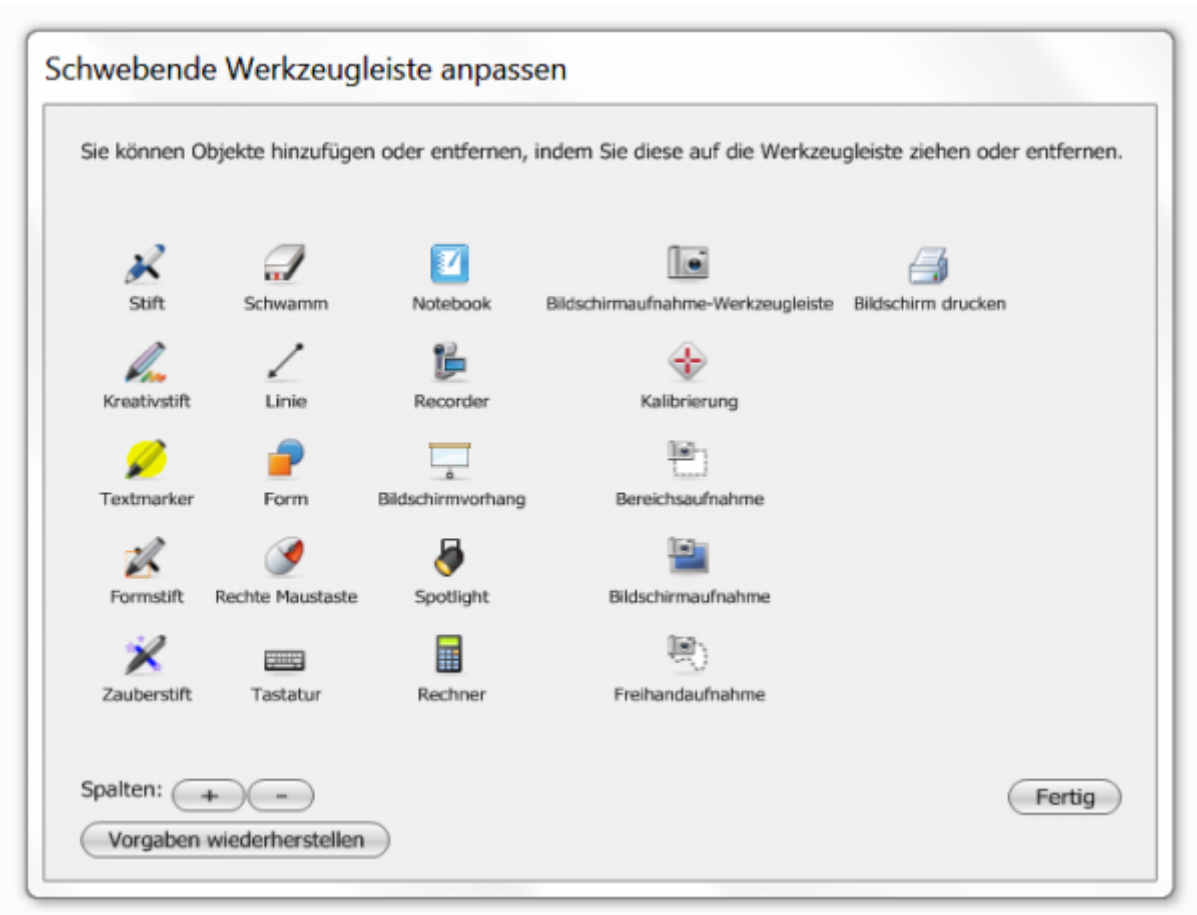 Schwebende Werkzeugleiste anpassen
Sie können Objekte hinzufügen oder entfernen, indem Sie diese auf die Werkzeugleiste ziehen oder entfernen.
Stift Schwamm Notebook Bildschirmaufnahme-Werkzeugleiste Bildschirm drucken
Kreativstift Linie Recorder Kalibrierung
Textmarker Form Bildschirmvorhang Bereichsaufnahme
Formstift Rechte Maustaste Spotlight Bildschirmaufnahme
Zauberstift Tastatur Rechner Freihandaufnahme
Spalten: + - Fertig
Vorgaben wiederherstellen